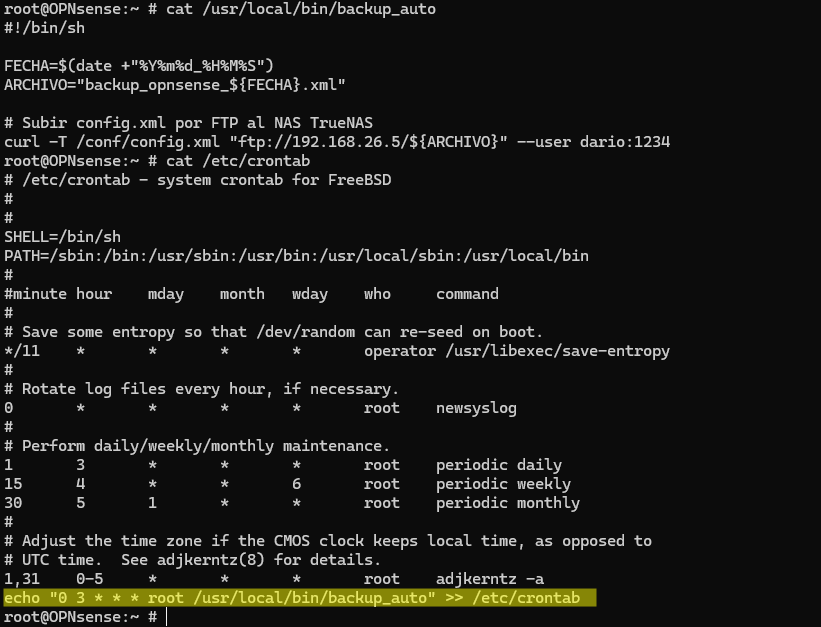 root@OPNsense:~ # cat /usr/local/bin/backup_auto
#!/bin/sh
FECHA=$(date +"%Y%m%d_%H%M%S")
ARCHIVO="backup_opnsense_${FECHA}.xml"
# Subir config.xml por FTP al NAS TrueNAS
curl -T /conf/config.xml "ftp://192.168.26.5/${ARCHIVO}" --user dario:1234
root@OPNsense:~ # cat /etc/crontab
# /etc/crontab - system crontab for FreeBSD
#
#
SHELL=/bin/sh
PATH=/sbin:/bin:/usr/sbin:/usr/bin:/usr/local/sbin:/usr/local/bin
#
#minute hour    mday    month   wday    who     command
#
# Save some entropy so that /dev/random can re-seed on boot.
*/11    *       *       *       *       operator /usr/libexec/save-entropy
#
# Rotate log files every hour, if necessary.
0       *       *       *       *       root    newsyslog
#
# Perform daily/weekly/monthly maintenance.
1       3       *       *       *       root    periodic daily
15      4       *       *       6       root    periodic weekly
30      5       1       *       *       root    periodic monthly
#
# Adjust the time zone if the CMOS clock keeps local time, as opposed to
# UTC time.  See adjkerntz(8) for details.
1,31    0-5     *       *       *       root    adjkerntz -a
echo "0 3 * * * root /usr/local/bin/backup_auto" >> /etc/crontab
root@OPNsense:~ #